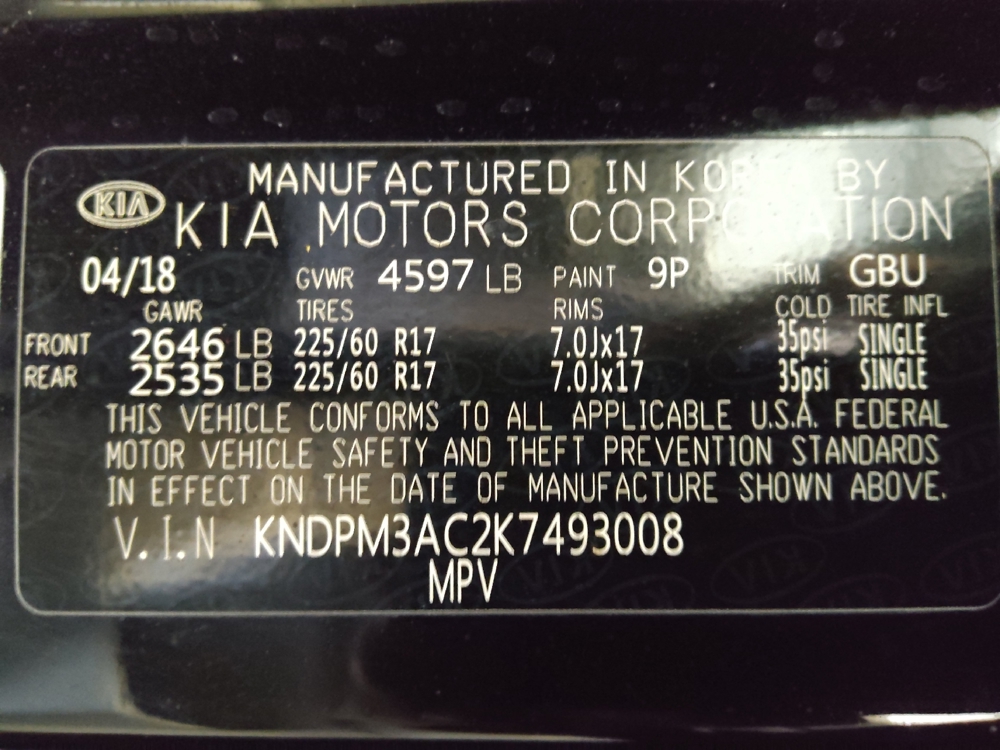 MANUFACTURED IN KOREA BY
KIA KIA MOTORS CORPORATION
04/18 GVWR 4597 LB PAINT 9P TRIM GBU
GAWR TIRES RIMS COLD TIRE INFL
FRONT 2646 LB 225/60 R17 7.0Jx17 35psi SINGLE
REAR 2535 LB 225/60 R17 7.0Jx17 35psi SINGLE
THIS VEHICLE CONFORMS TO ALL APPLICABLE U.S.A. FEDERAL
MOTOR VEHICLE SAFETY AND THEFT PREVENTION STANDARDS
IN EFFECT ON THE DATE OF MANUFACTURE SHOWN ABOVE.
V.I.N KNDPM3AC2K7493008
MPV